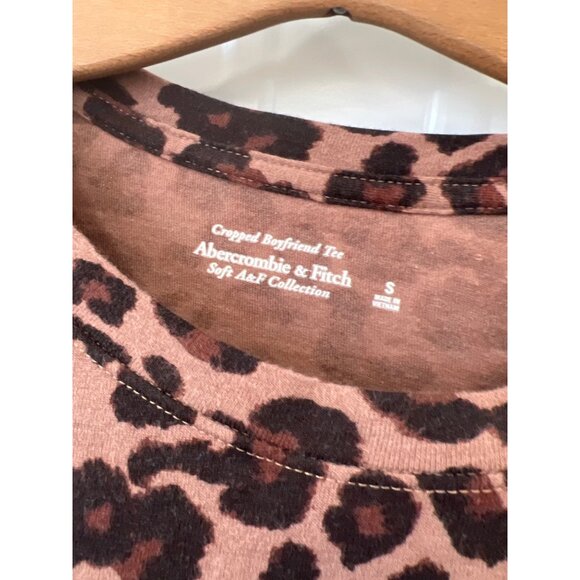 Cropped Boyfriend Tee
Abercrombie & Fitch
Soft A&F Collection
S
MADE IN
VIETNAM